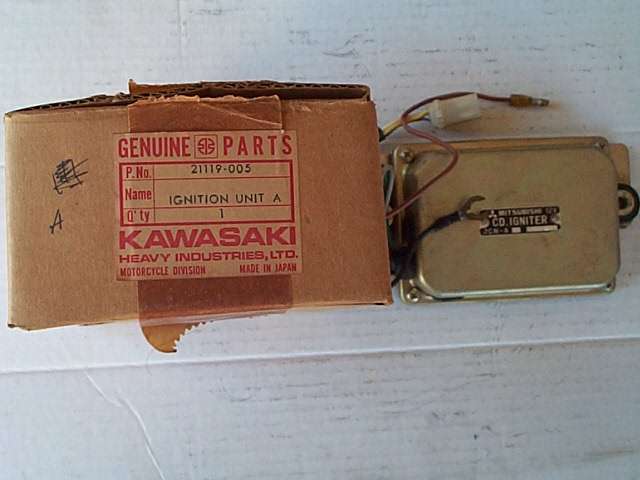 GENUINE PARTS
P.No. 21119-005
Name IGNITION UNIT A
Q'ty 1
KAWASAKI
HEAVY INDUSTRIES, LTD.
MOTORCYCLE DIVISION MADE IN JAPAN
A
MITSUBISHI 12V
CD.IGNITER